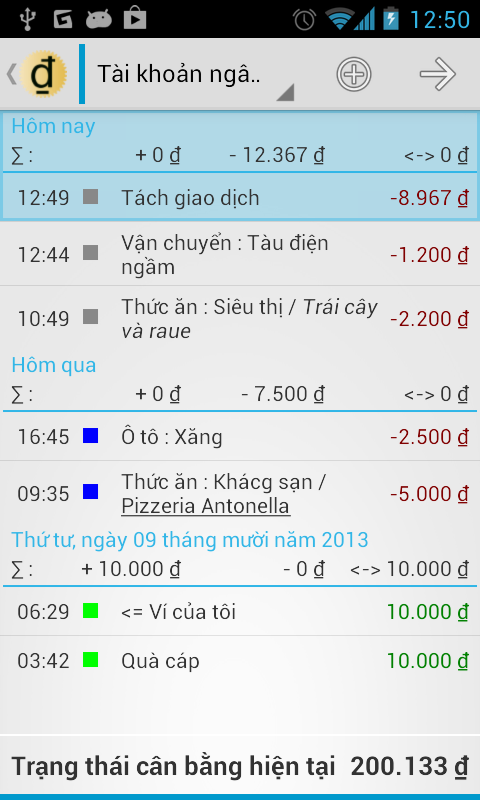 12:50
đ Tài khoản ngâ..
Hôm nay
∑ : + 0 ₫ - 12.367 ₫ <-> 0 ₫
12:49 Tách giao dịch -8.967 ₫
12:44 Vận chuyển : Tàu điện
ngầm -1.200 ₫
10:49 Thức ăn : Siêu thị / Trái cây
và raue -2.200 ₫
Hôm qua
∑ : + 0 ₫ - 7.500 ₫ <-> 0 ₫
16:45 Ô tô : Xăng -2.500 ₫
09:35 Thức ăn : Khácg sạn /
Pizzeria Antonella -5.000 ₫
Thứ tư, ngày 09 tháng mười năm 2013
∑ : + 10.000 ₫ - 0 ₫ <-> 10.000 ₫
06:29 <= Ví của tôi 10.000 ₫
03:42 Quà cáp 10.000 ₫
Trạng thái cân bằng hiện tại 200.133 ₫